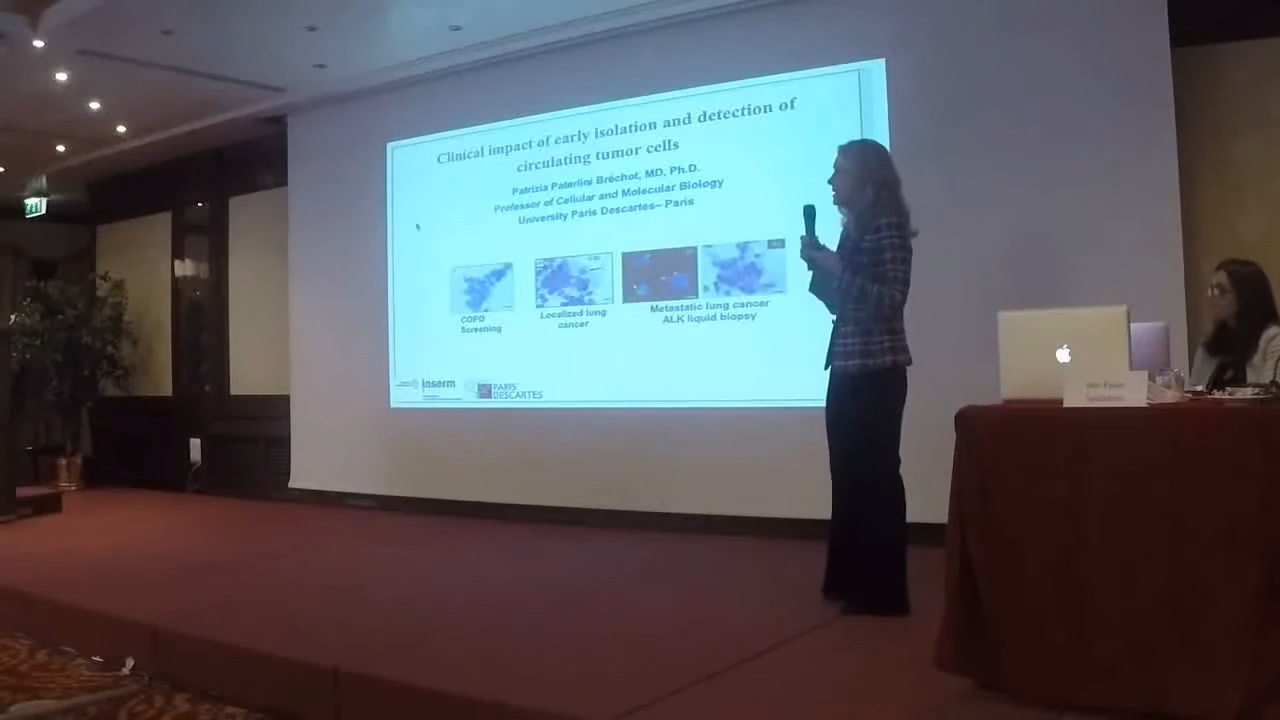 Clinical impact of early isolation and detection of
circulating tumor cells
Patrizia Paterlini Bréchot, MD, Ph.D.
Professor of Cellular and Molecular Biology
University Paris Descartes– Paris
COPD
Screening
Localized lung
cancer
Metastatic lung cancer
ALK liquid biopsy
Inserm
PARIS
DESCARTES